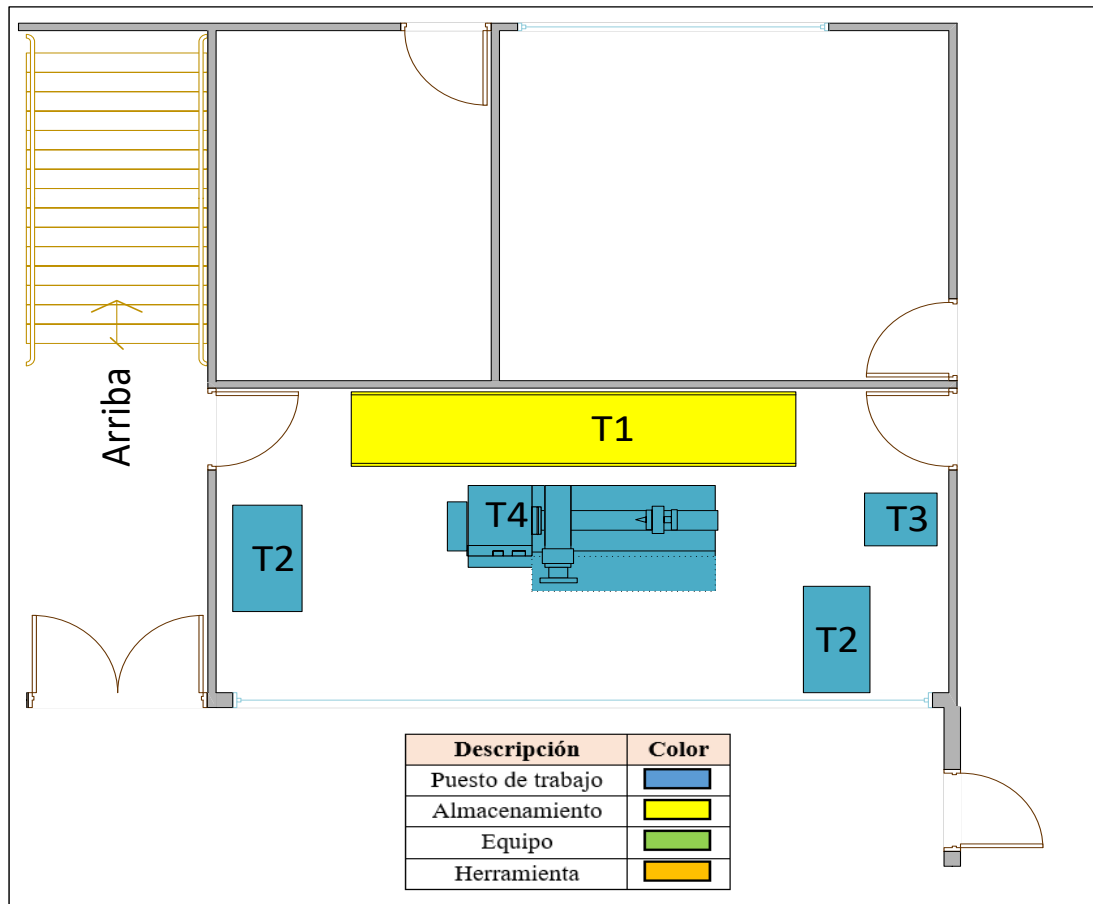 Arriba
T1
T4
T3
T2
T2
Descripción Color
Puesto de trabajo
Almacenamiento
Equipo
Herramienta